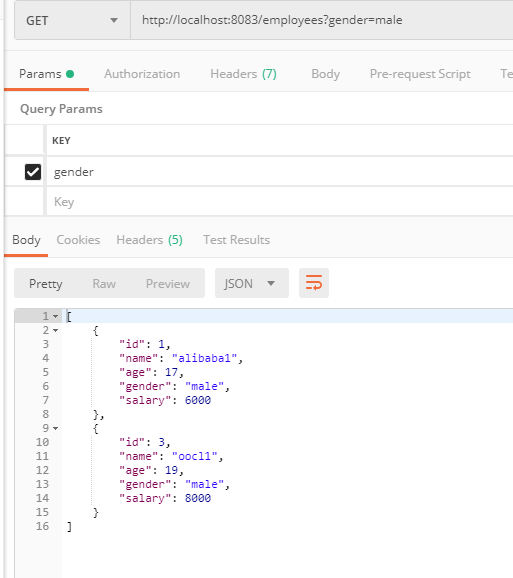 GET http://localhost:8083/employees?gender=male
Params Authorization Headers (7) Body Pre-request Script Te
Query Params
KEY
gender
Key
Body Cookies Headers (5) Test Results
Pretty Raw Preview JSON
1 [
2 {
3 "id": 1,
4 "name": "alibaba1",
5 "age": 17,
6 "gender": "male",
7 "salary": 6000
8 },
9 {
10 "id": 3,
11 "name": "oocl1",
12 "age": 19,
13 "gender": "male",
14 "salary": 8000
15 }
16 ]